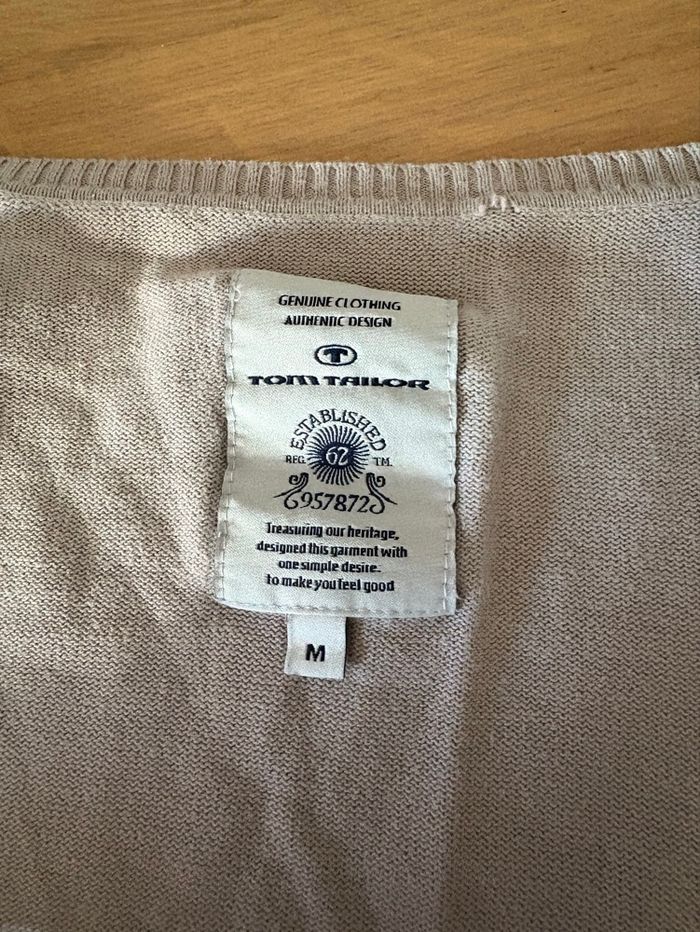 GENUINE CLOTHING
AUTHENTIC DESIGN
T
TOM TAILOR
ESTABLISHED
REG. 62 TM.
957872
Treasuring our heritage,
designed this garment with
one simple desire.
to make you feel good
M